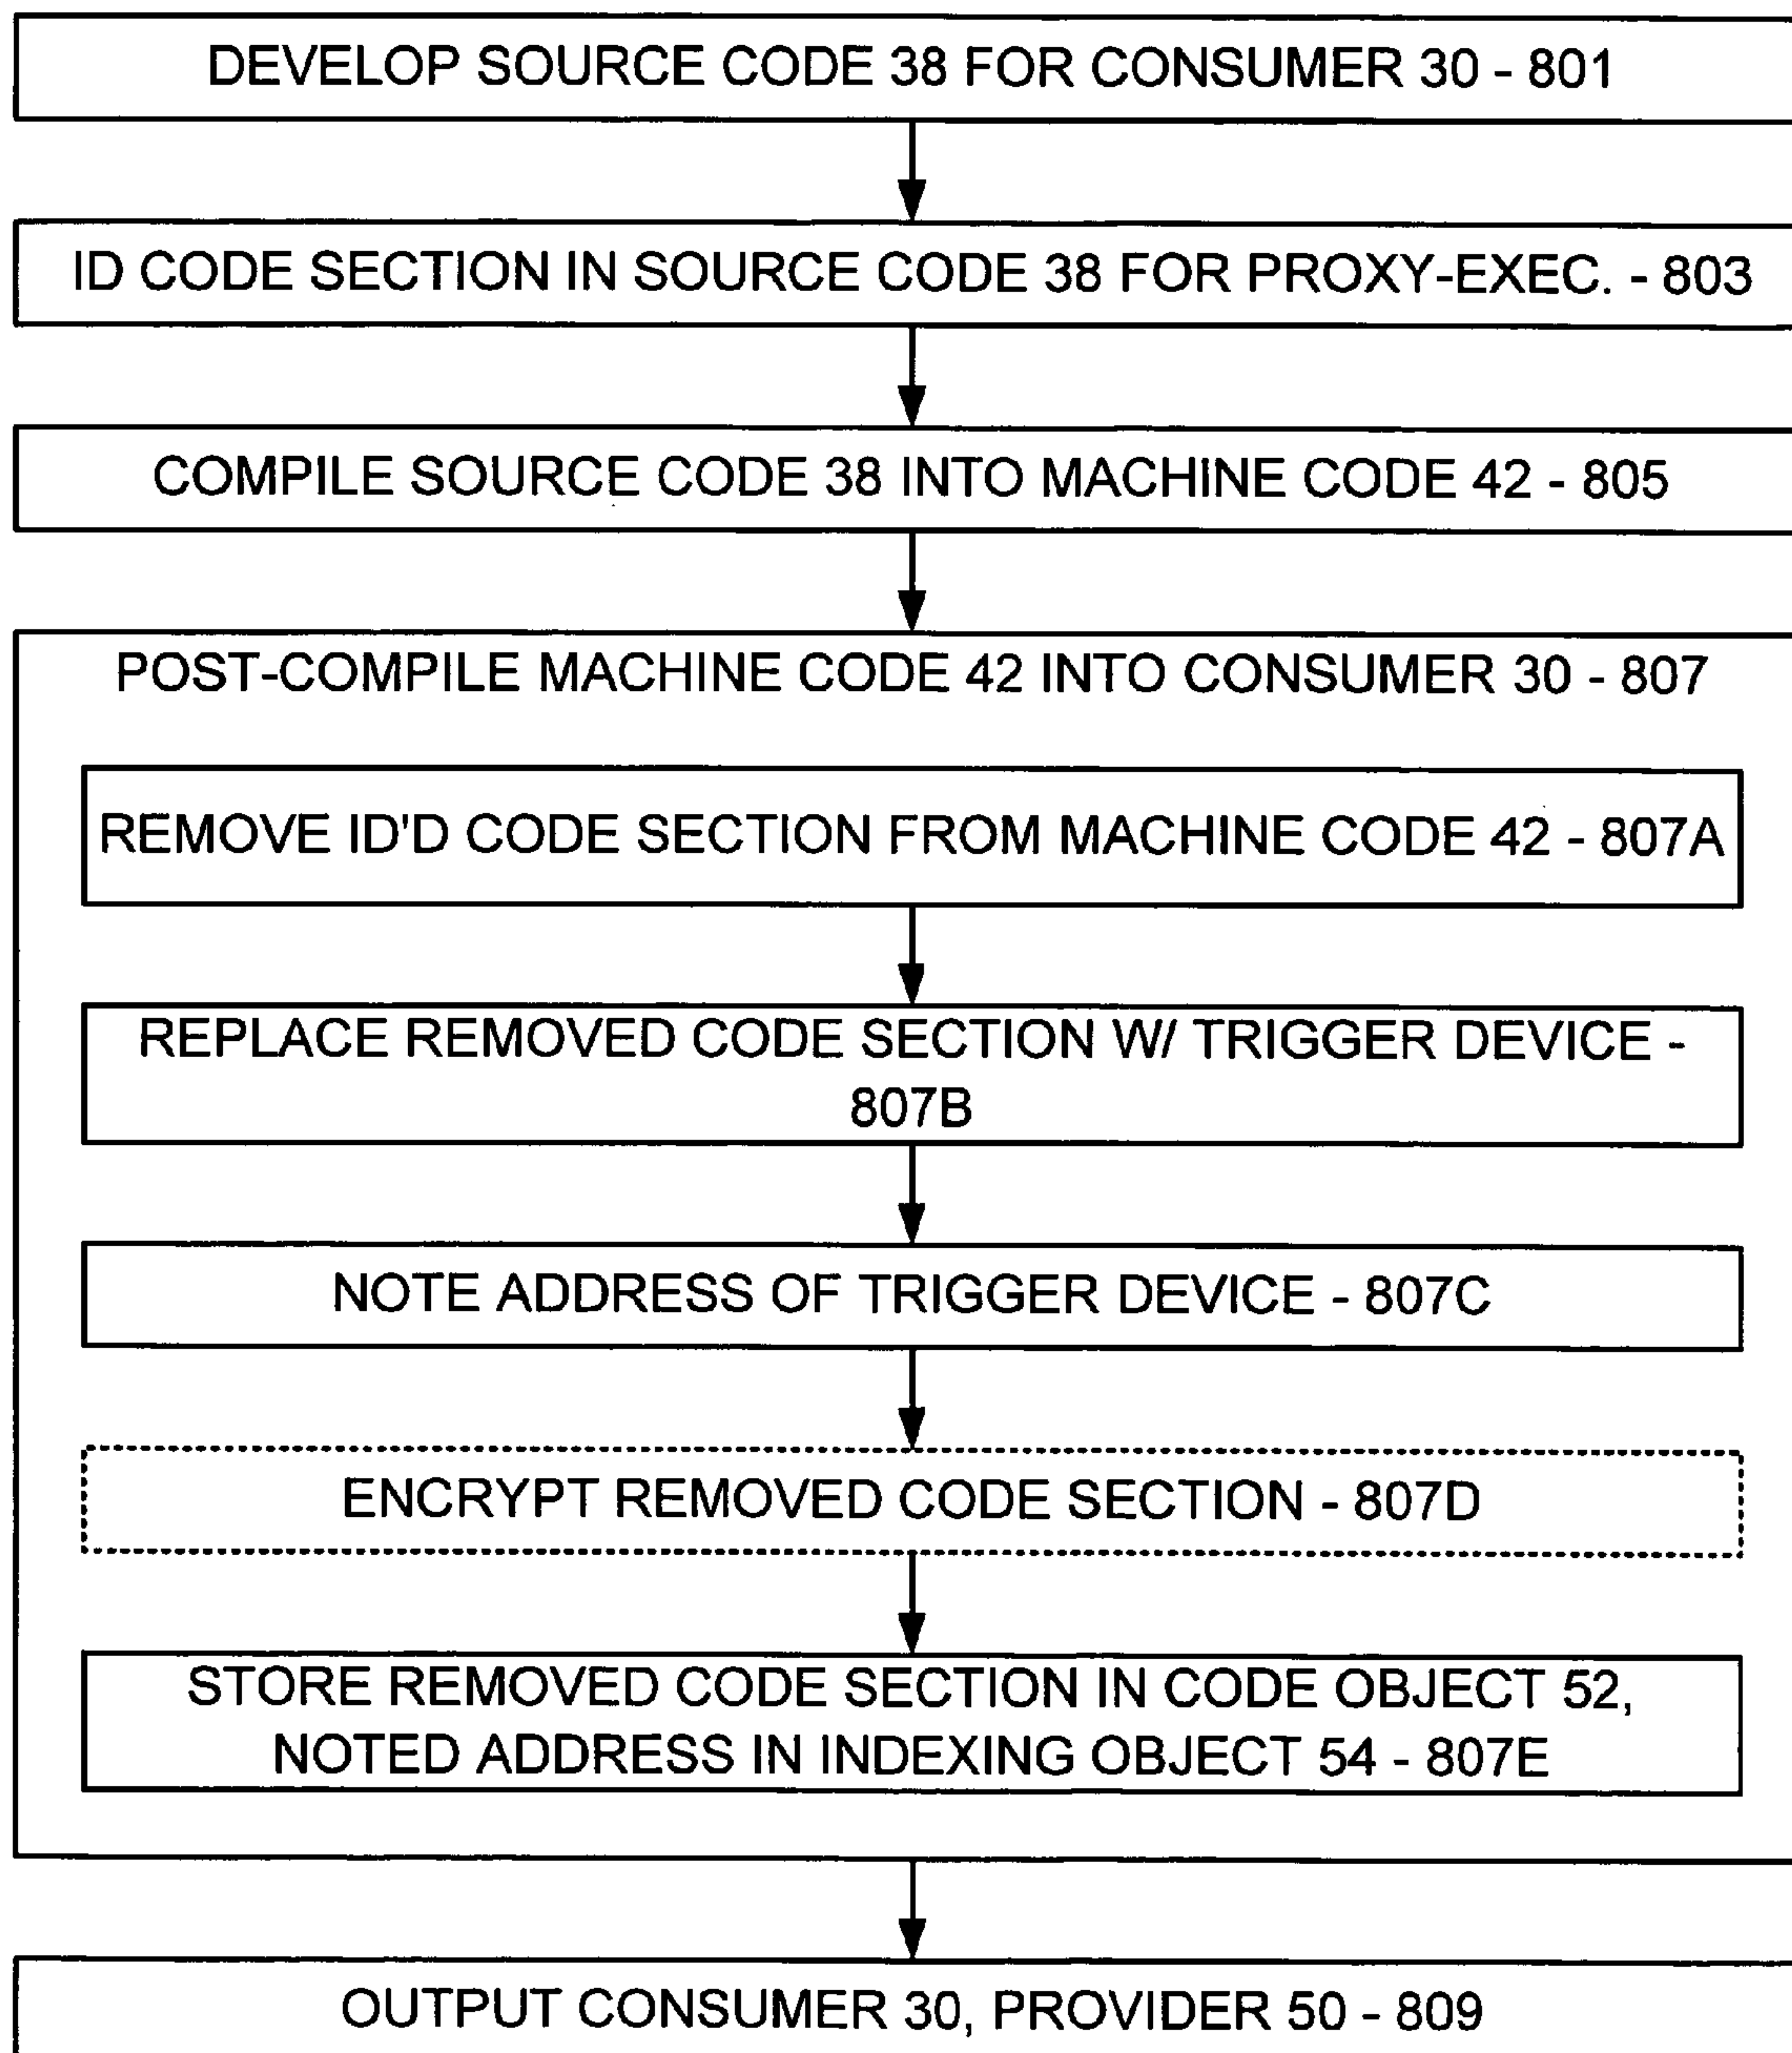 DEVELOP SOURCE CODE 38 FOR CONSUMER 30 - 801
ID CODE SECTION IN SOURCE CODE 38 FOR PROXY-EXEC. - 803
COMPILE SOURCE CODE 38 INTO MACHINE CODE 42 - 805
POST-COMPILE MACHINE CODE 42 INTO CONSUMER 30 - 807
REMOVE ID'D CODE SECTION FROM MACHINE CODE 42 - 807A
REPLACE REMOVED CODE SECTION W/ TRIGGER DEVICE -
807B
NOTE ADDRESS OF TRIGGER DEVICE - 807C
ENCRYPT REMOVED CODE SECTION - 807D
STORE REMOVED CODE SECTION IN CODE OBJECT 52,
NOTED ADDRESS IN INDEXING OBJECT 54 - 807E
OUTPUT CONSUMER 30, PROVIDER 50 - 809